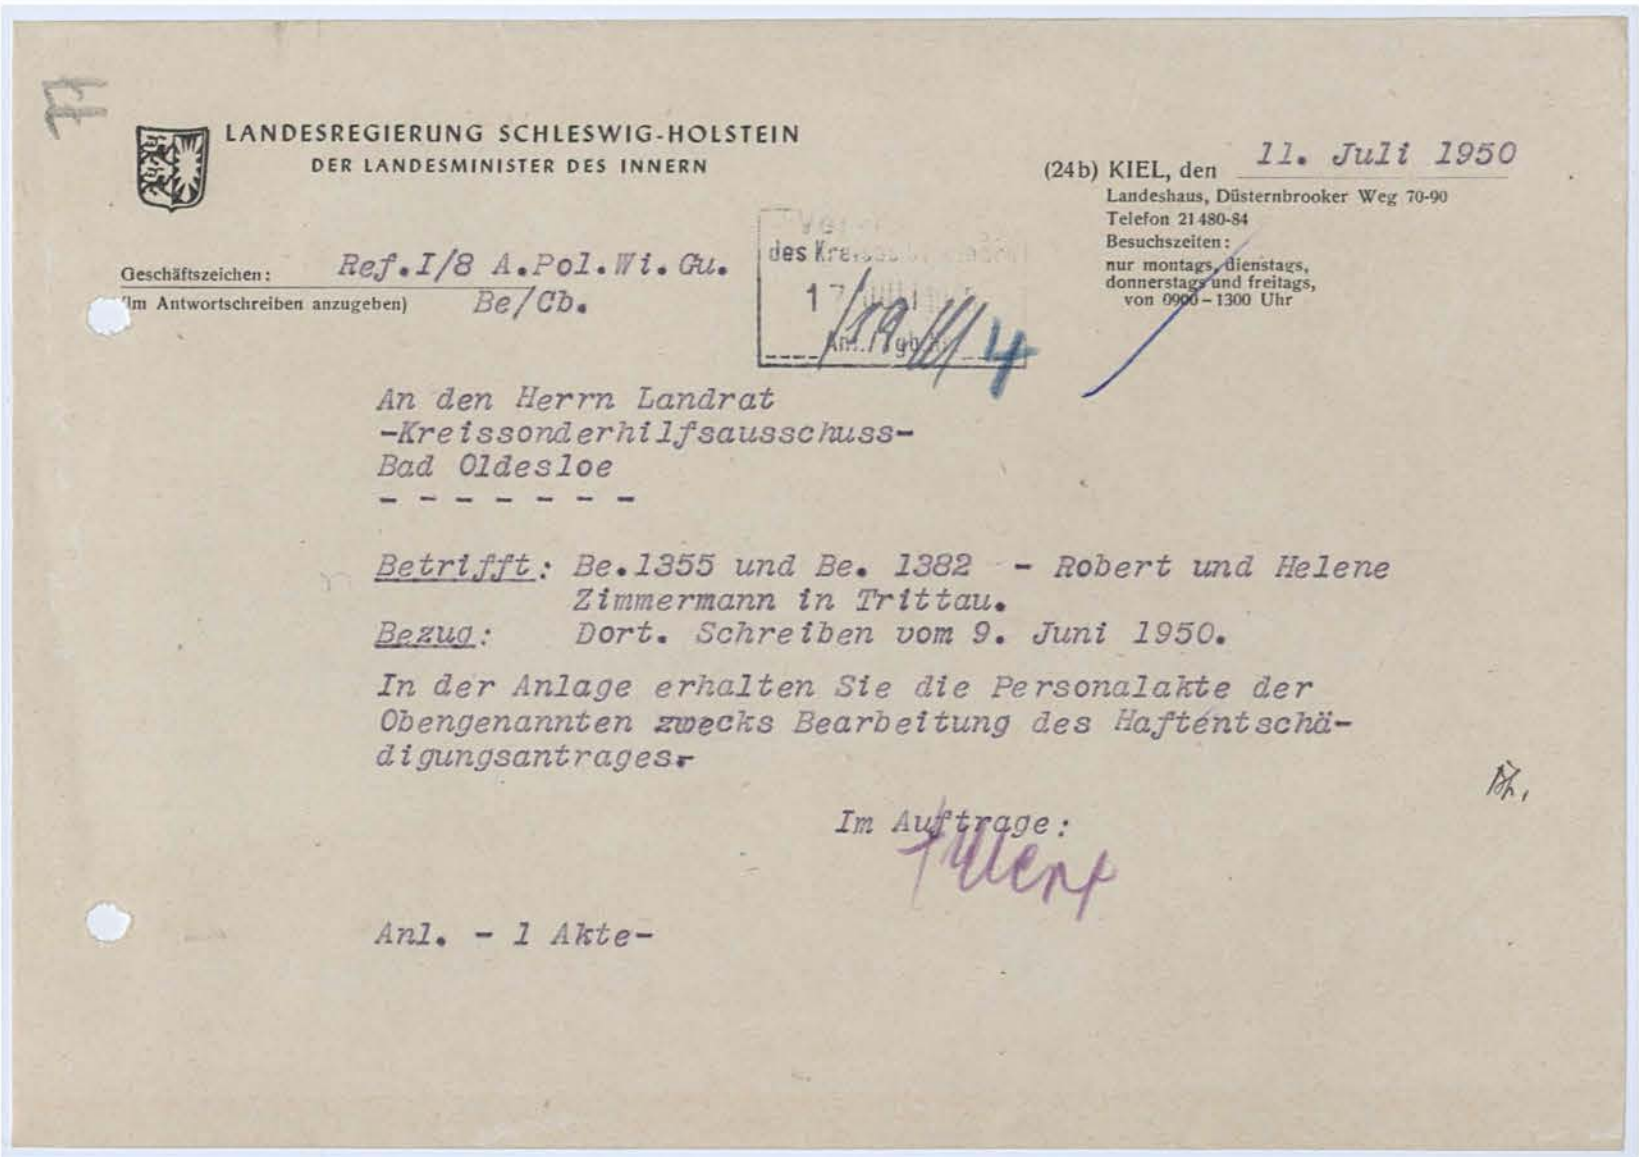 77
LANDESREGIERUNG SCHLESWIG-HOLSTEIN
DER LANDESMINISTER DES INNERN
(24b) KIEL, den 11. Juli 1950
Landeshaus, Düsternbrooker Weg 70-90
Telefon 21480-84
Besuchszeiten:
nur montags, dienstags,
donnerstags und freitags,
von 0900 – 1300 Uhr
Geschäftszeichen: Ref.I/8 A.Pol.Wi.Gu.
(Im Antwortschreiben anzugeben) Be/Cb.
des
17
4
An den Herrn Landrat
-Kreissonderhilfsausschuss-
Bad Oldesloe
- - - - - - -
Betrifft: Be.1355 und Be. 1382 - Robert und Helene
Zimmermann in Trittau.
Bezug: Dort. Schreiben vom 9. Juni 1950.
In der Anlage erhalten Sie die Personalakte der
Obengenannten zwecks Bearbeitung des Haftentschä-
digungsantrages.
Im Auftrage:
Anl. - 1 Akte-